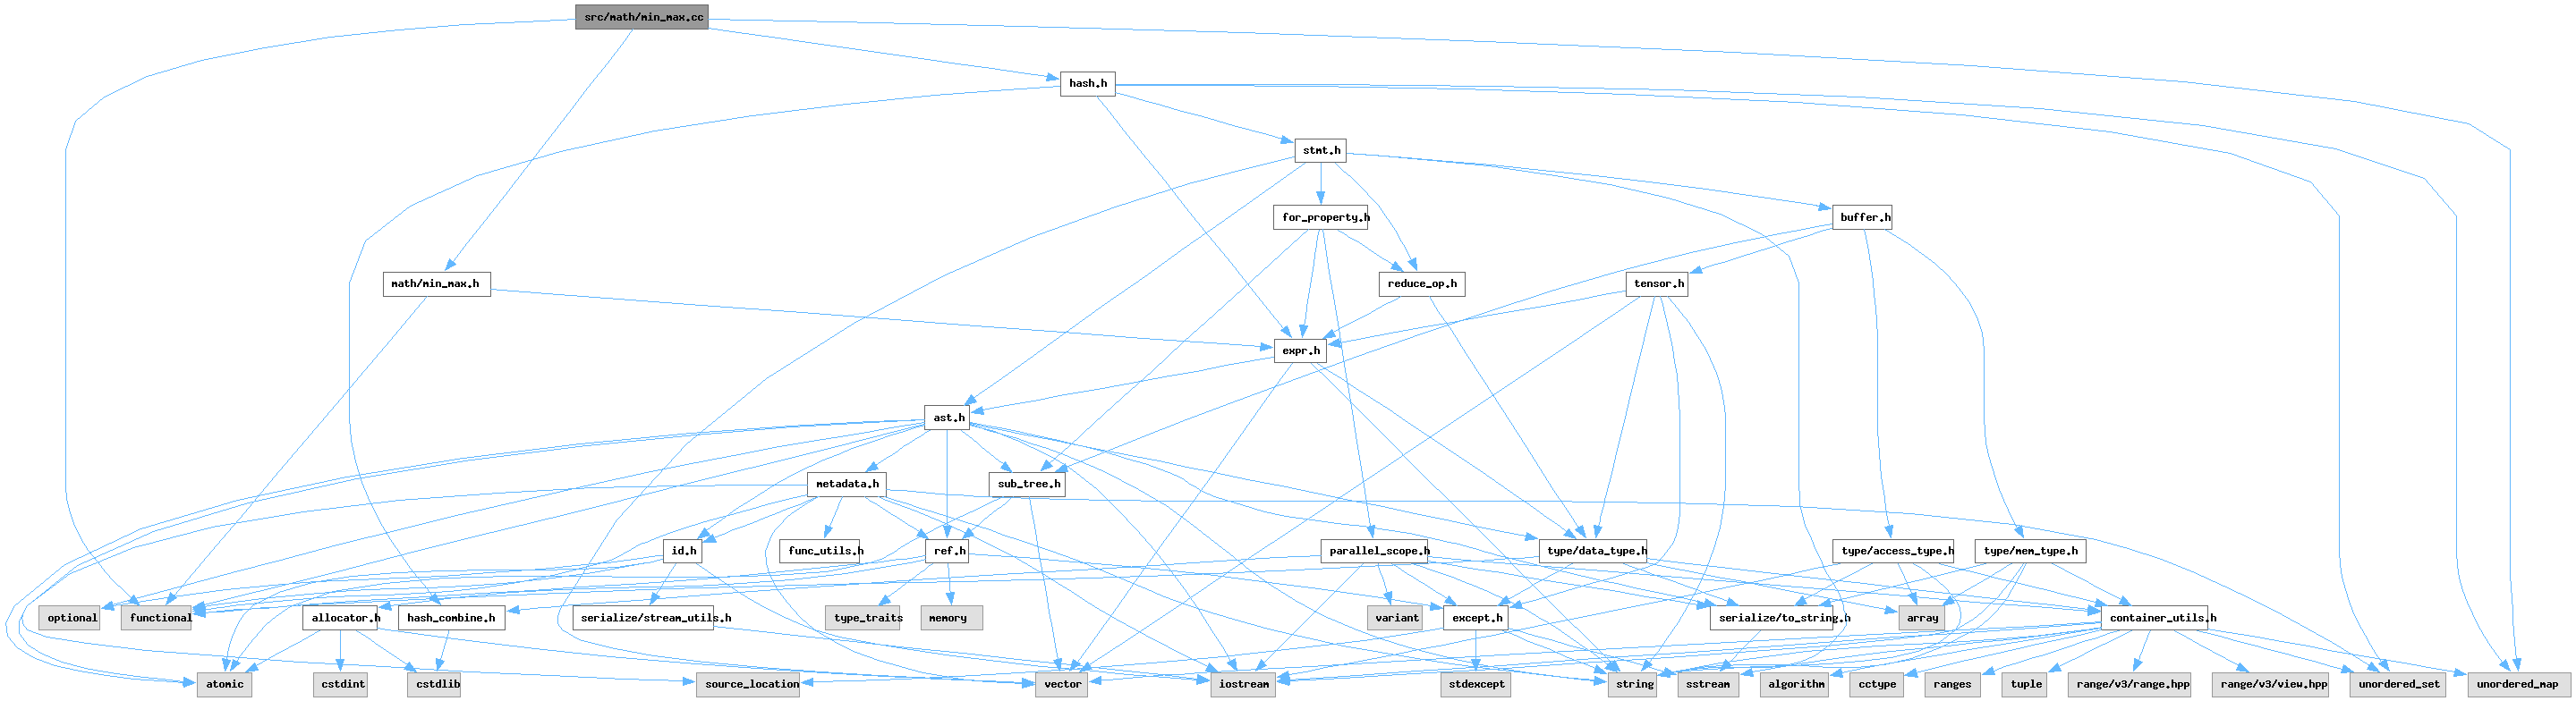 src/math/min_max.cc
hash.h
stmt.h
for_property.h
buffer.h
math/min_max.h
reduce_op.h
tensor.h
expr.h
ast.h
metadata.h
sub_tree.h
id.h
func_utils.h
ref.h
parallel_scope.h
type/data_type.h
type/access_type.h
type/mem_type.h
optional
functional
allocator.h
hash_combine.h
serialize/stream_utils.h
type_traits
memory
variant
except.h
serialize/to_string.h
array
container_utils.h
atomic
cstdint
cstdlib
source_location
vector
iostream
stdexcept
string
sstream
algorithm
cctype
ranges
tuple
range/v3/range.hpp
range/v3/view.hpp
unordered_set
unordered_map